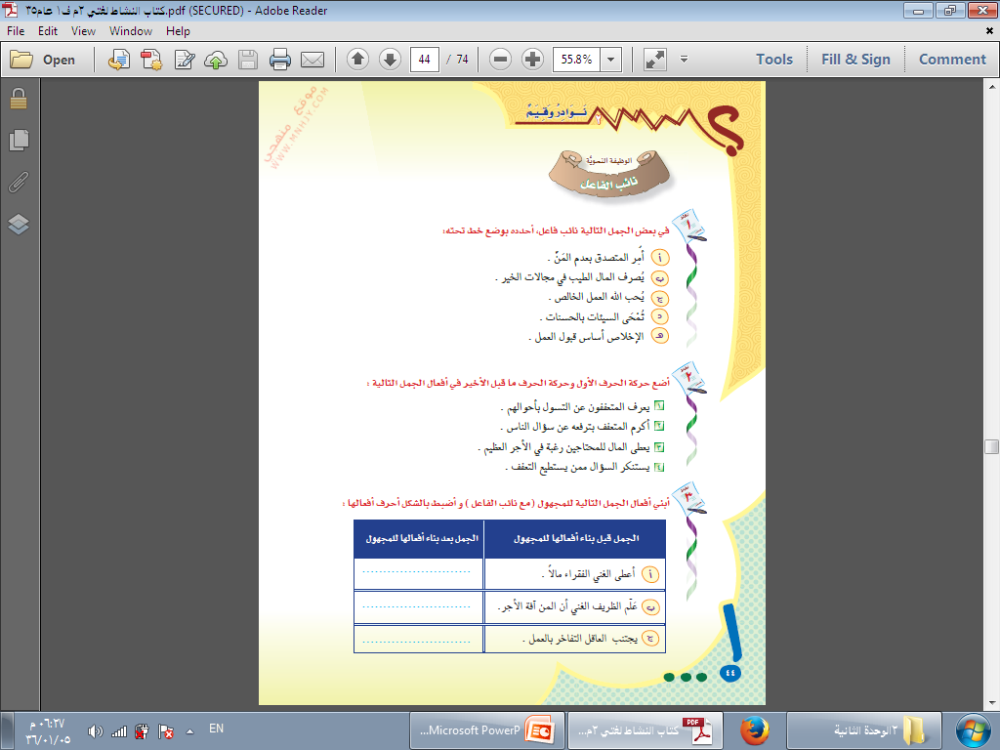 كتاب النشاط لغتي ٢م ف١ عام٣٥.pdf (SECURED) - Adobe Reader
File Edit View Window Help
Open 44 / 74 55.8% Tools Fill & Sign Comment
موقع منهجي
WWW.MNHJY.COM
نَوَادِرُ وَقِيَمٌ
٢
الوظيفة النحويَّة
نائب الفاعل
١
في بعض الجمل التالية نائب فاعل، أحدده بوضع خط تحته:
أ أُمِر المتصدق بعدم المَنِّ .
ب يُصرف المال الطيب في مجالات الخير .
ج يُحب الله العمل الخالص .
د تُمْحَى السيئات بالحسنات .
هـ الإخلاص أساس قبول العمل .
٢
أضع حركة الحرف الأول وحركة الحرف ما قبل الأخير في أفعال الجمل التالية :
١ يعرف المتعففون عن التسول بأحوالهم .
٢ أكرم المتعفف بترفعه عن سؤال الناس .
٣ يعطى المال للمحتاجين رغبة في الأجر العظيم .
٤ يستنكر السؤال ممن يستطيع التعفف .
٣
أبني أفعال الجمل التالية للمجهول (مع نائب الفاعل ) و أضبط بالشكل أحرف أفعالها :
الجمل قبل بناء أفعالها للمجهول الجمل بعد بناء أفعالها للمجهول
أ أعطى الغني الفقراء مالاً . ........................
ب عَلّم الظريف الغني أن المن آفة الأجر. ........................
ج يجتنب العاقل التفاخر بالعمل . ........................
٤٤
٠٦:٢٧ م
٣٦/٠١/٠٥
EN
Microsoft PowerP...
كتاب النشاط لغتي ٢م...
٢الوحدة الثانية